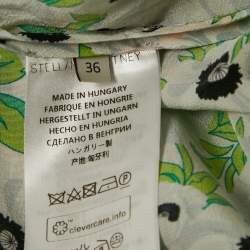 STELL
TNEY
36
MADE IN HUNGARY
FABRIQUE EN HONGRIE
HERGESTELLT IN UNGARN
HECHO EN HUNGRIA
СДЕЛАНО В ВЕНГРИИ
ハンガリー製
产地:匈牙利
clevercare.info